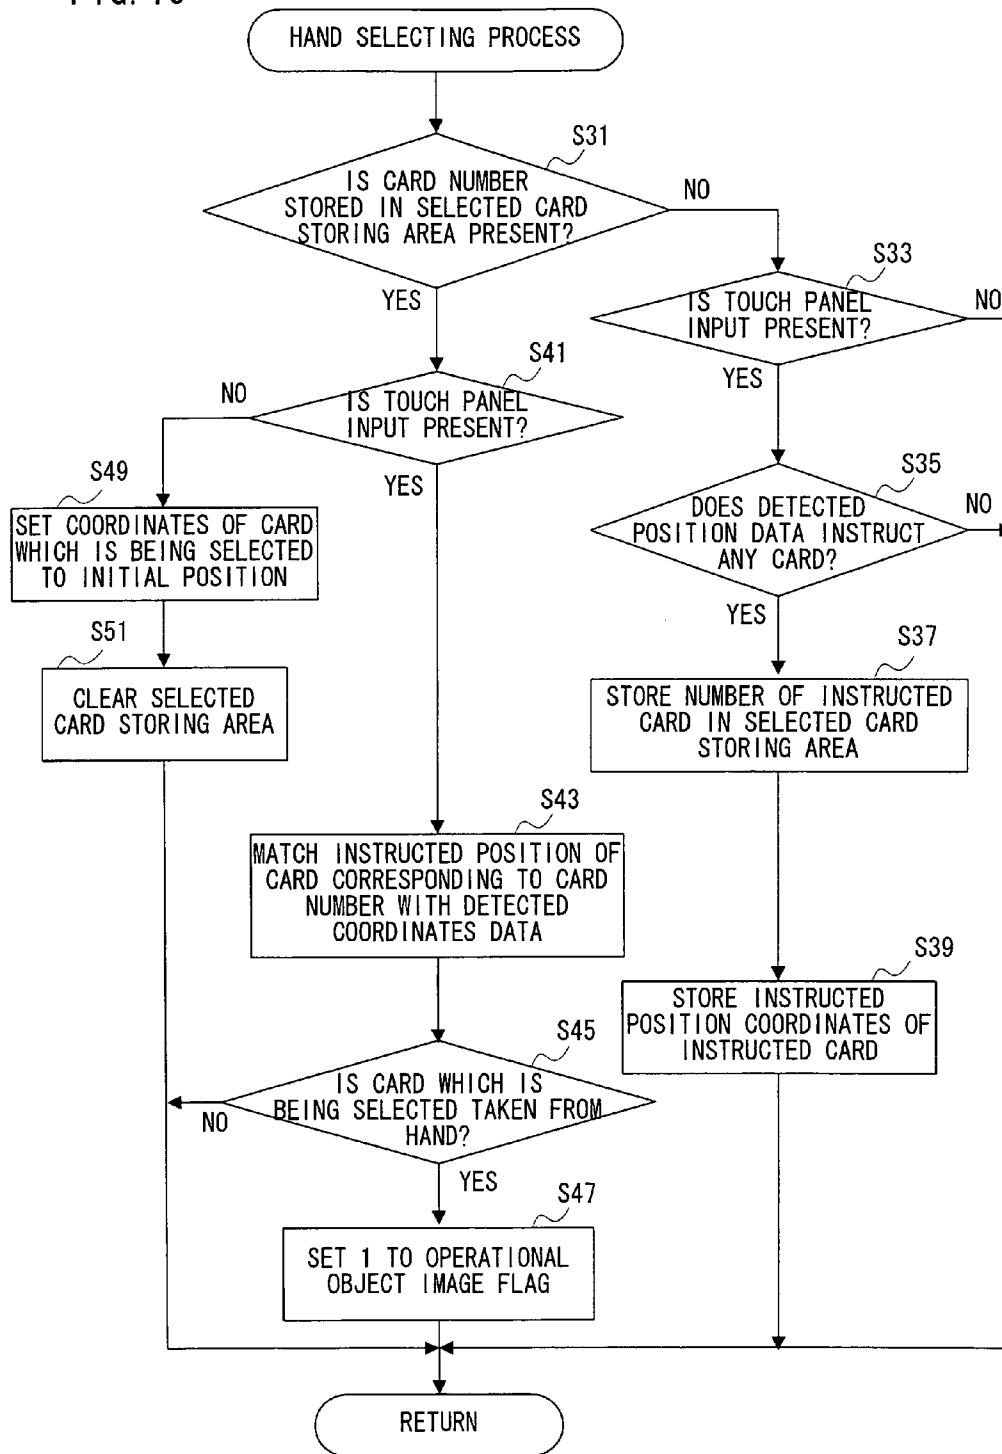 HAND SELECTING PROCESS
S31
IS CARD NUMBER
STORED IN SELECTED CARD
STORING AREA PRESENT?
NO
YES
S33
IS TOUCH PANEL
INPUT PRESENT?
NO
YES
S41
IS TOUCH PANEL
INPUT PRESENT?
NO
YES
S35
DOES DETECTED
POSITION DATA INSTRUCT
ANY CARD?
NO
YES
S49
SET COORDINATES OF CARD
WHICH IS BEING SELECTED
TO INITIAL POSITION
S51
CLEAR SELECTED
CARD STORING AREA
S37
STORE NUMBER OF INSTRUCTED
CARD IN SELECTED CARD
STORING AREA
S43
MATCH INSTRUCTED POSITION OF
CARD CORRESPONDING TO CARD
NUMBER WITH DETECTED
COORDINATES DATA
S39
STORE INSTRUCTED
POSITION COORDINATES OF
INSTRUCTED CARD
S45
IS CARD WHICH IS
BEING SELECTED TAKEN FROM
HAND?
NO
YES
S47
SET 1 TO OPERATIONAL
OBJECT IMAGE FLAG
RETURN